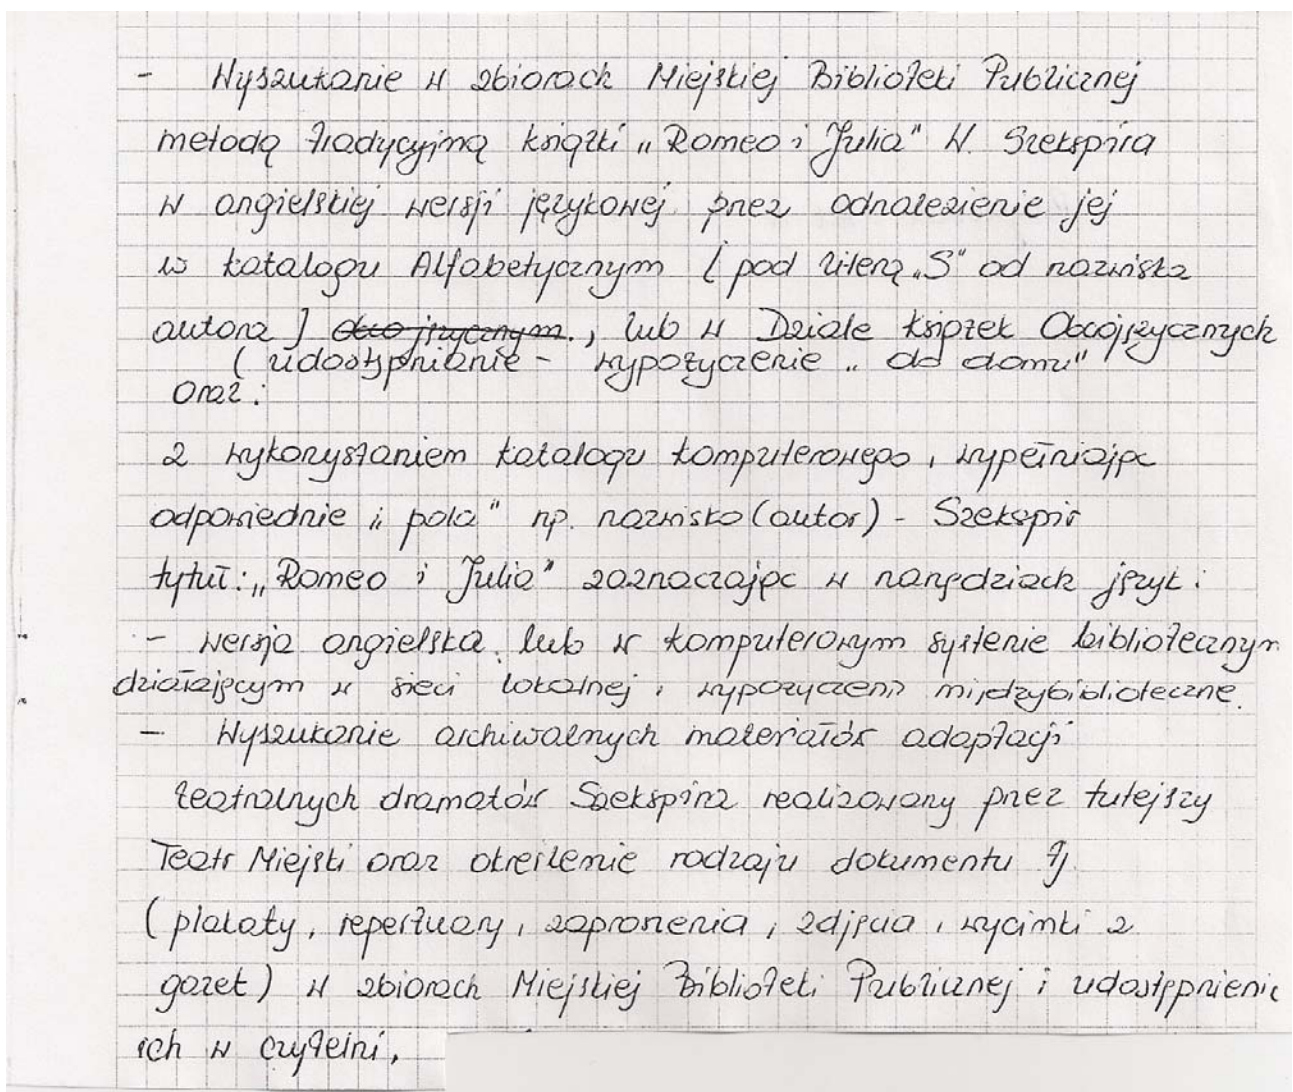 - Wyszukanie w zbiorach Miejskiej Biblioteki Publicznej
metodą tradycyjną książki „Romeo i Julia" W. Szekspira
w angielskiej wersji językowej przez odnalezienie jej
w katalogu Alfabetycznym (pod literą „S" od nazwiska
autora) obcojęzycznym., lub w Dziale książek Obcojęzycznych
(udostępnianie - wypożyczenie „do domu"
oraz:
z wykorzystaniem katalogu komputerowego, wypełniając
odpowiednie „pola" np. nazwisko (autor) - Szekspir
tytuł: „Romeo i Julia" zaznaczając w narzędziach język:
- wersja angielska, lub w komputerowym systemie bibliotecznym
działającym w sieci lokalnej, międzybiblioteczne.
- Wyszukanie archiwalnych materiałów adaptacji
teatralnych dramatów Szekspira realizowany przez tutejszy
Teatr Miejski oraz określenie rodzaju dokumentu tj.
(plakaty, repertuary, zaproszenia, zdjęcia, wycinki z
gazet) w zbiorach Miejskiej Biblioteki Publicznej i udostępnienie
ich w czytelni.